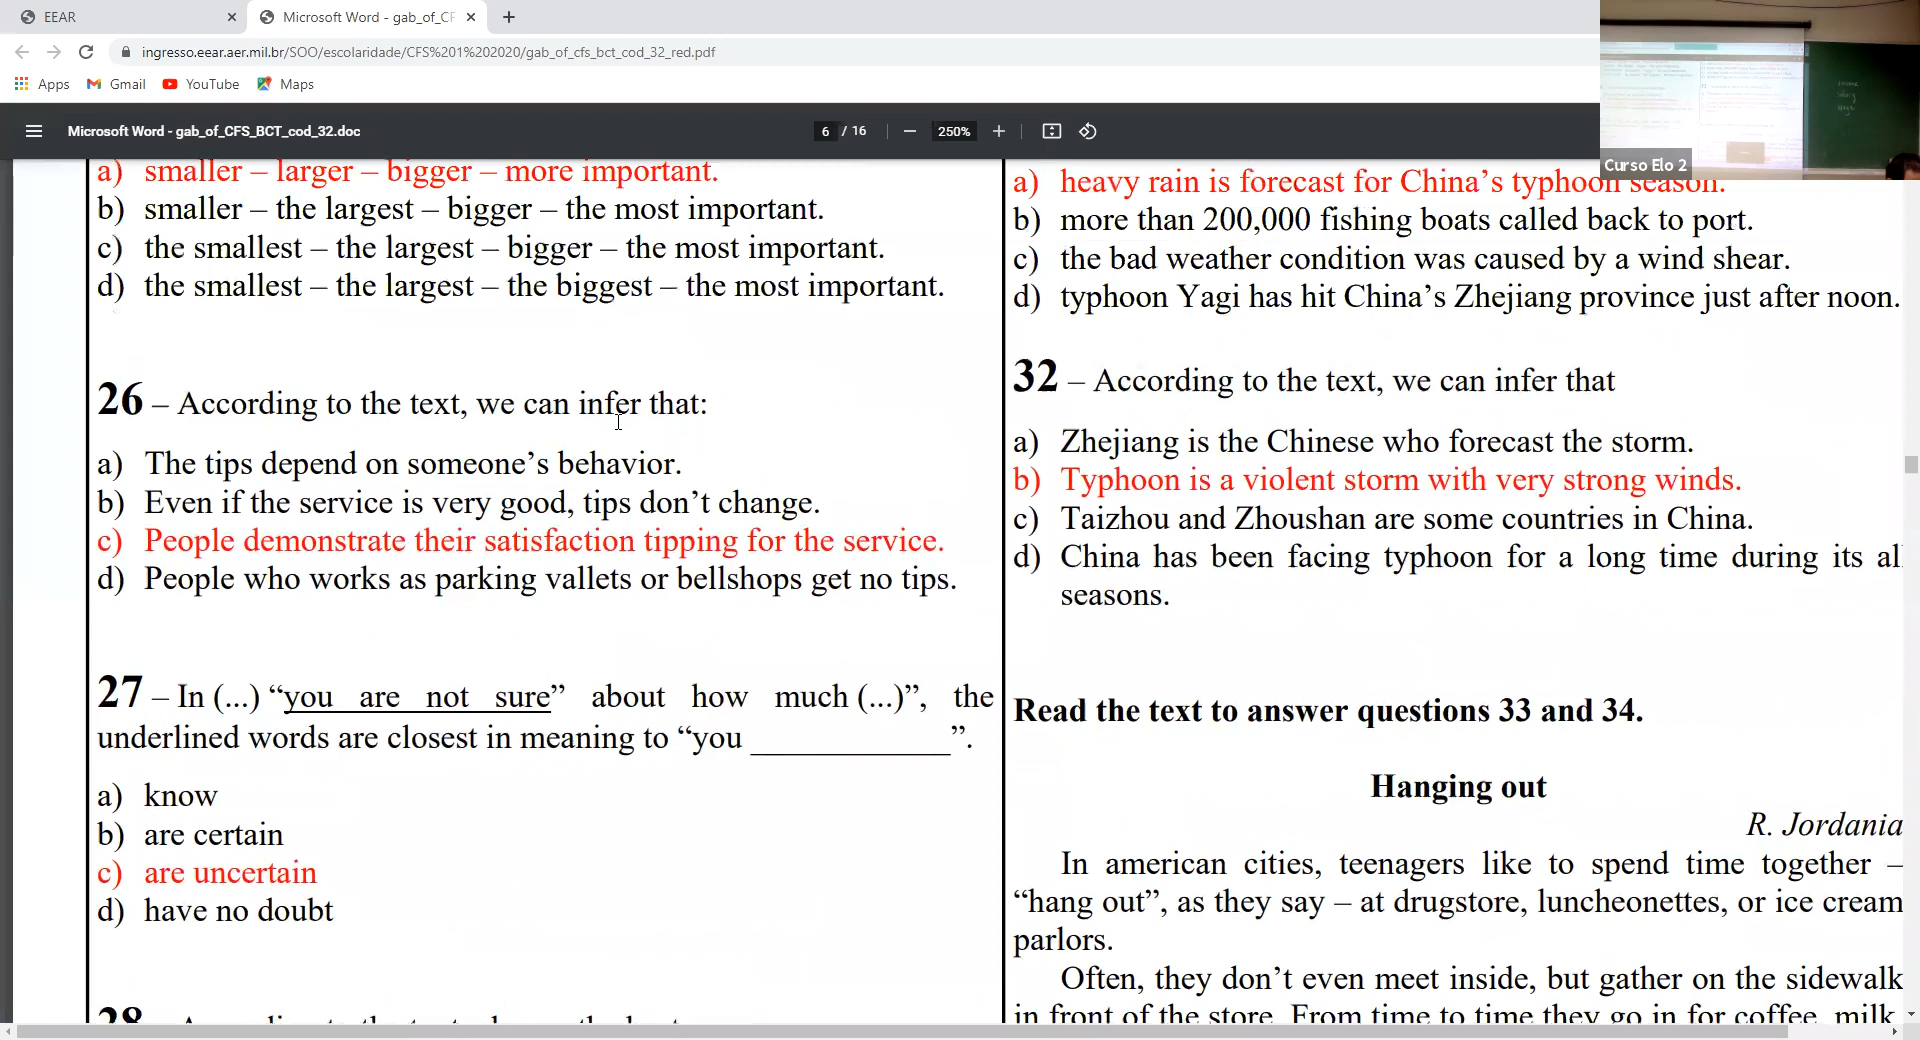 EEAR
Microsoft Word - gab_of_CF
ingresso.eear.aer.mil.br/SOO/escolaridade/CFS%201%202020/gab_of_cfs_bct_cod_32_red.pdf
Apps Gmail YouTube Maps
Microsoft Word - gab_of_CFS_BCT_cod_32.doc
6 / 16 250%
Curso Elo 2
a) smaller – larger – bigger – more important.
b) smaller – the largest – bigger – the most important.
c) the smallest – the largest – bigger – the most important.
d) the smallest – the largest – the biggest – the most important.
26 – According to the text, we can infer that:
a) The tips depend on someone’s behavior.
b) Even if the service is very good, tips don’t change.
c) People demonstrate their satisfaction tipping for the service.
d) People who works as parking vallets or bellshops get no tips.
27 – In (...) “you are not sure” about how much (...)”, the
underlined words are closest in meaning to “you ____________”.
a) know
b) are certain
c) are uncertain
d) have no doubt
28
a) heavy rain is forecast for China’s typhoon season.
b) more than 200,000 fishing boats called back to port.
c) the bad weather condition was caused by a wind shear.
d) typhoon Yagi has hit China’s Zhejiang province just after noon.
32 – According to the text, we can infer that
a) Zhejiang is the Chinese who forecast the storm.
b) Typhoon is a violent storm with very strong winds.
c) Taizhou and Zhoushan are some countries in China.
d) China has been facing typhoon for a long time during its al
seasons.
Read the text to answer questions 33 and 34.
Hanging out
R. Jordania
In american cities, teenagers like to spend time together –
“hang out”, as they say – at drugstore, luncheonettes, or ice cream
parlors.
Often, they don’t even meet inside, but gather on the sidewalk
in front of the store. From time to time they go in for coffee, milk